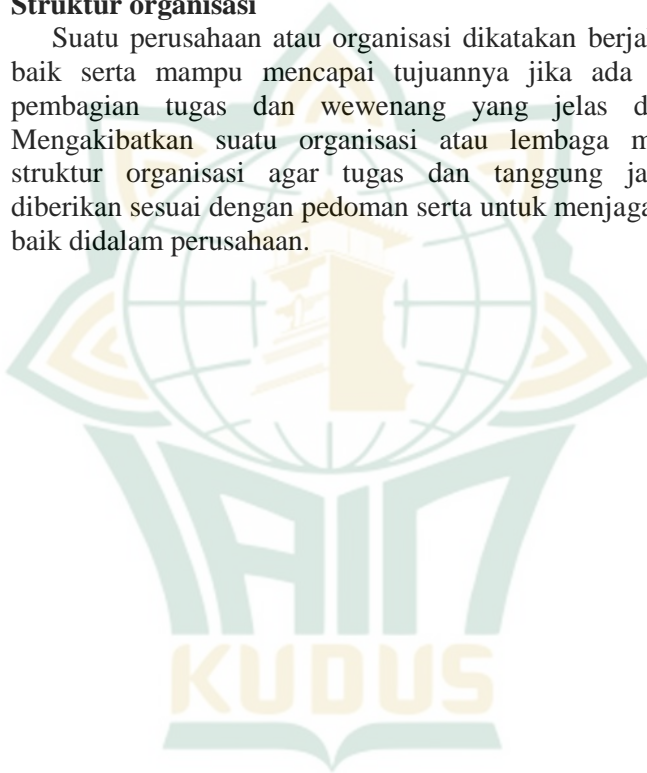 Struktur organisasi
Suatu perusahaan atau organisasi dikatakan berja
baik serta mampu mencapai tujuannya jika ada
pembagian tugas dan wewenang yang jelas d
Mengakibatkan suatu organisasi atau lembaga m
struktur organisasi agar tugas dan tanggung ja
diberikan sesuai dengan pedoman serta untuk menjaga
baik didalam perusahaan.
IAIN
KUDUS